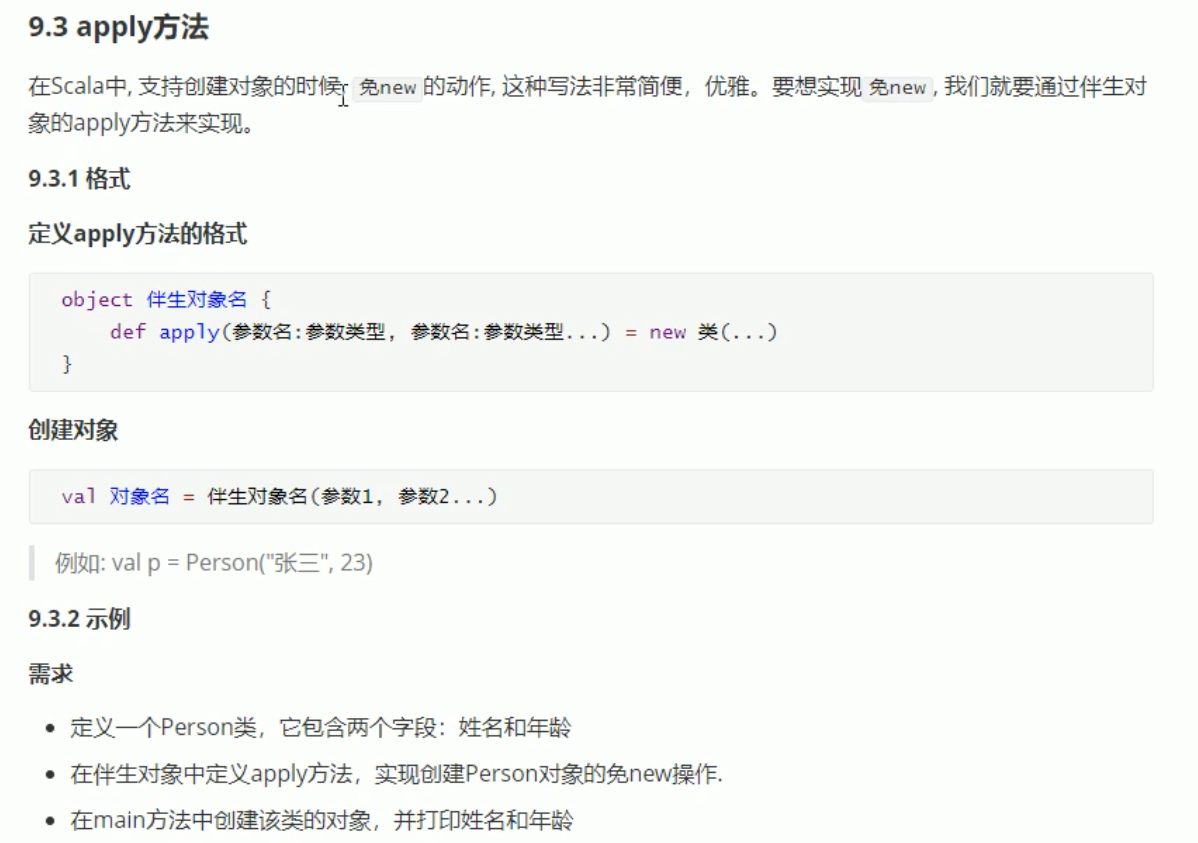 9.3 apply方法
在Scala中, 支持创建对象的时候, 免new 的动作, 这种写法非常简便，优雅。要想实现 免new , 我们就要通过伴生对
象的apply方法来实现。
9.3.1 格式
定义apply方法的格式
object 伴生对象名 {
    def apply(参数名:参数类型, 参数名:参数类型...) = new 类(...)
}
创建对象
val 对象名 = 伴生对象名(参数1, 参数2...)
例如: val p = Person("张三", 23)
9.3.2 示例
需求
• 定义一个Person类，它包含两个字段：姓名和年龄
• 在伴生对象中定义apply方法，实现创建Person对象的免new操作.
• 在main方法中创建该类的对象，并打印姓名和年龄